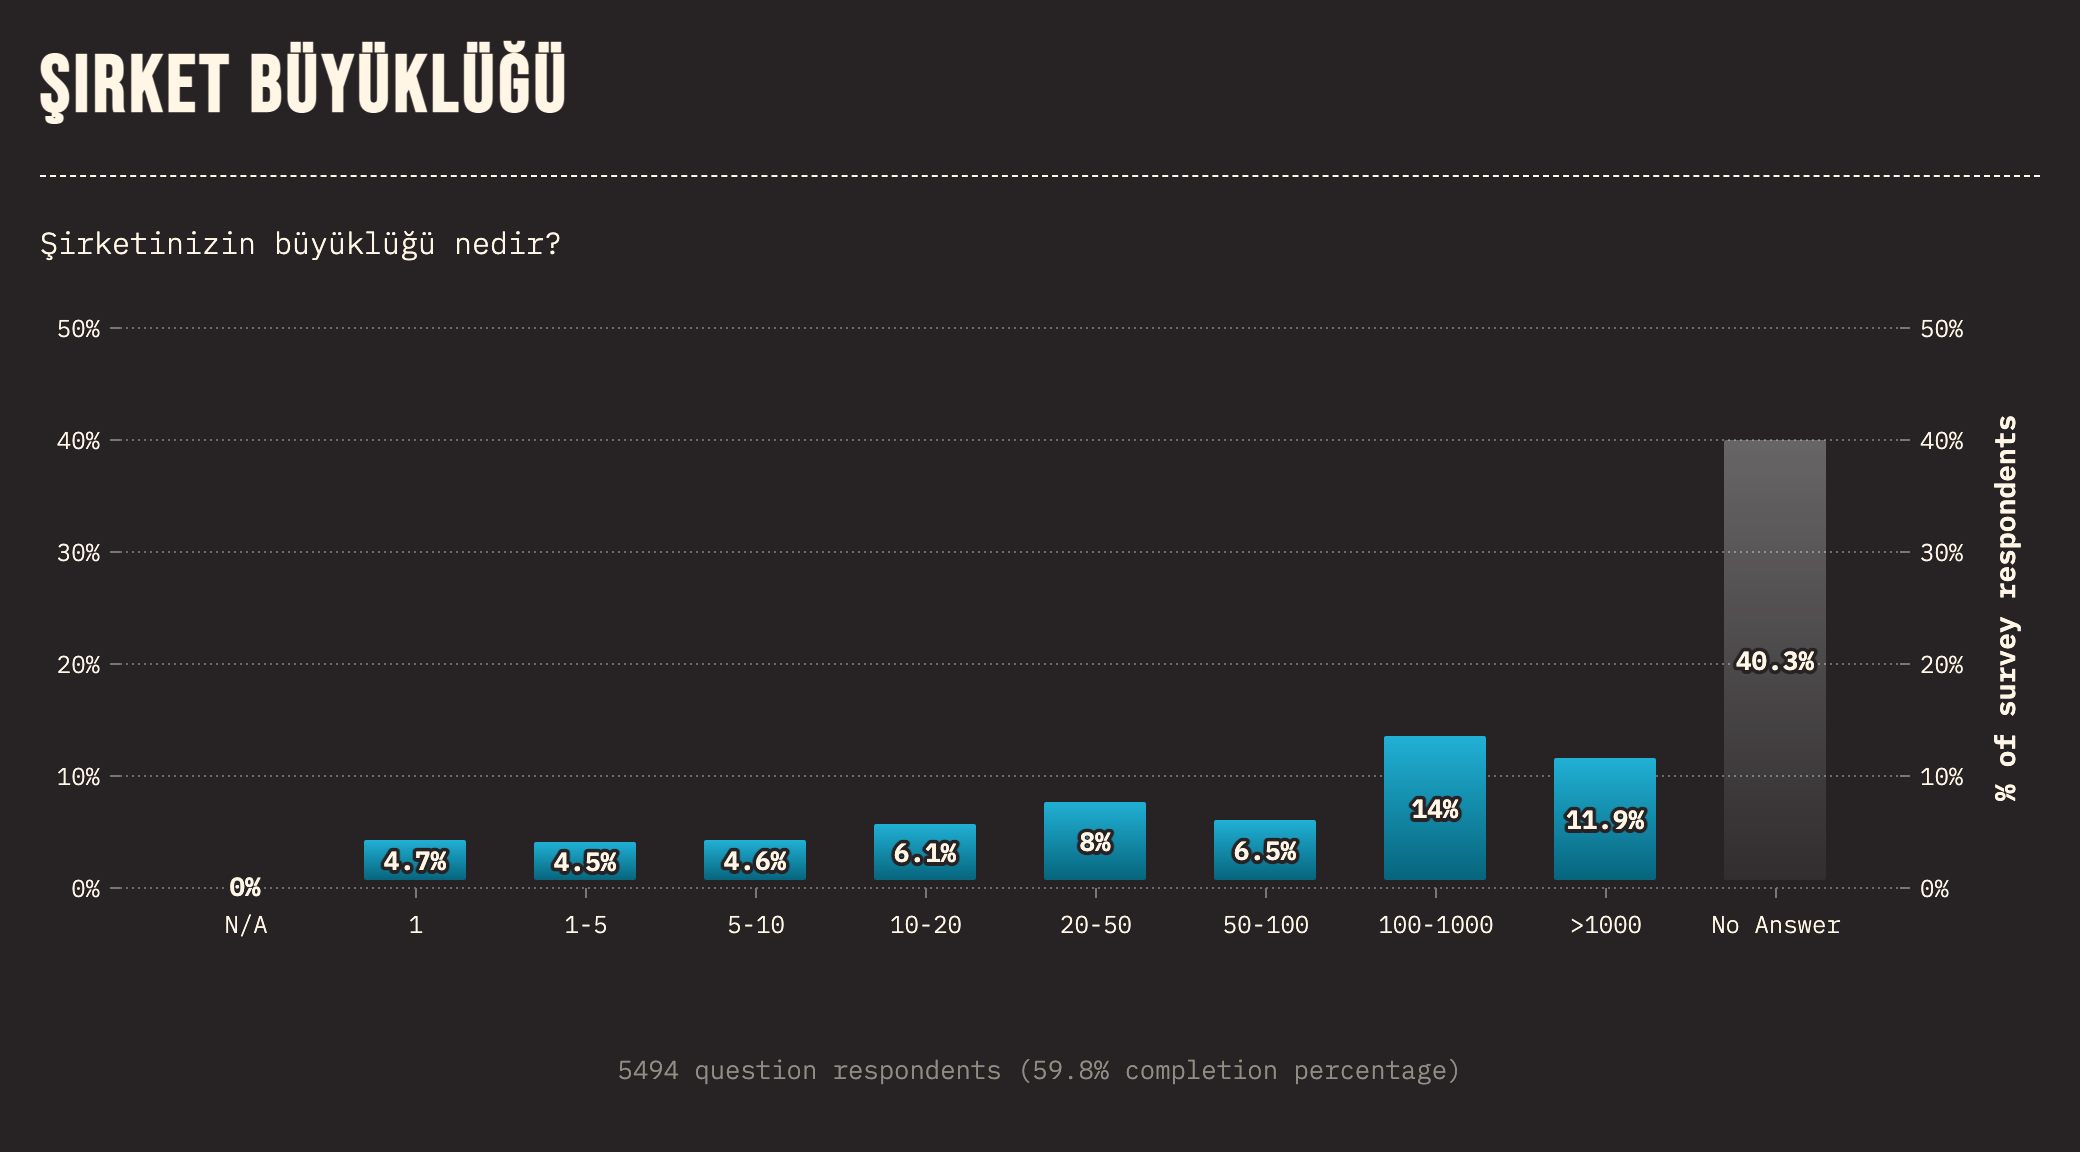 ŞIRKET BÜYÜKLÜĞÜ
Şirketinizin büyüklüğü nedir?
50% 50%
40% 40%
30% 30%
20% 40.3% 20%
10% 14% 11.9% 10%
4.7% 4.5% 4.6% 6.1% 8% 6.5%
0% 0% 0%
N/A 1 1-5 5-10 10-20 20-50 50-100 100-1000 >1000 No Answer
% of survey respondents
5494 question respondents (59.8% completion percentage)